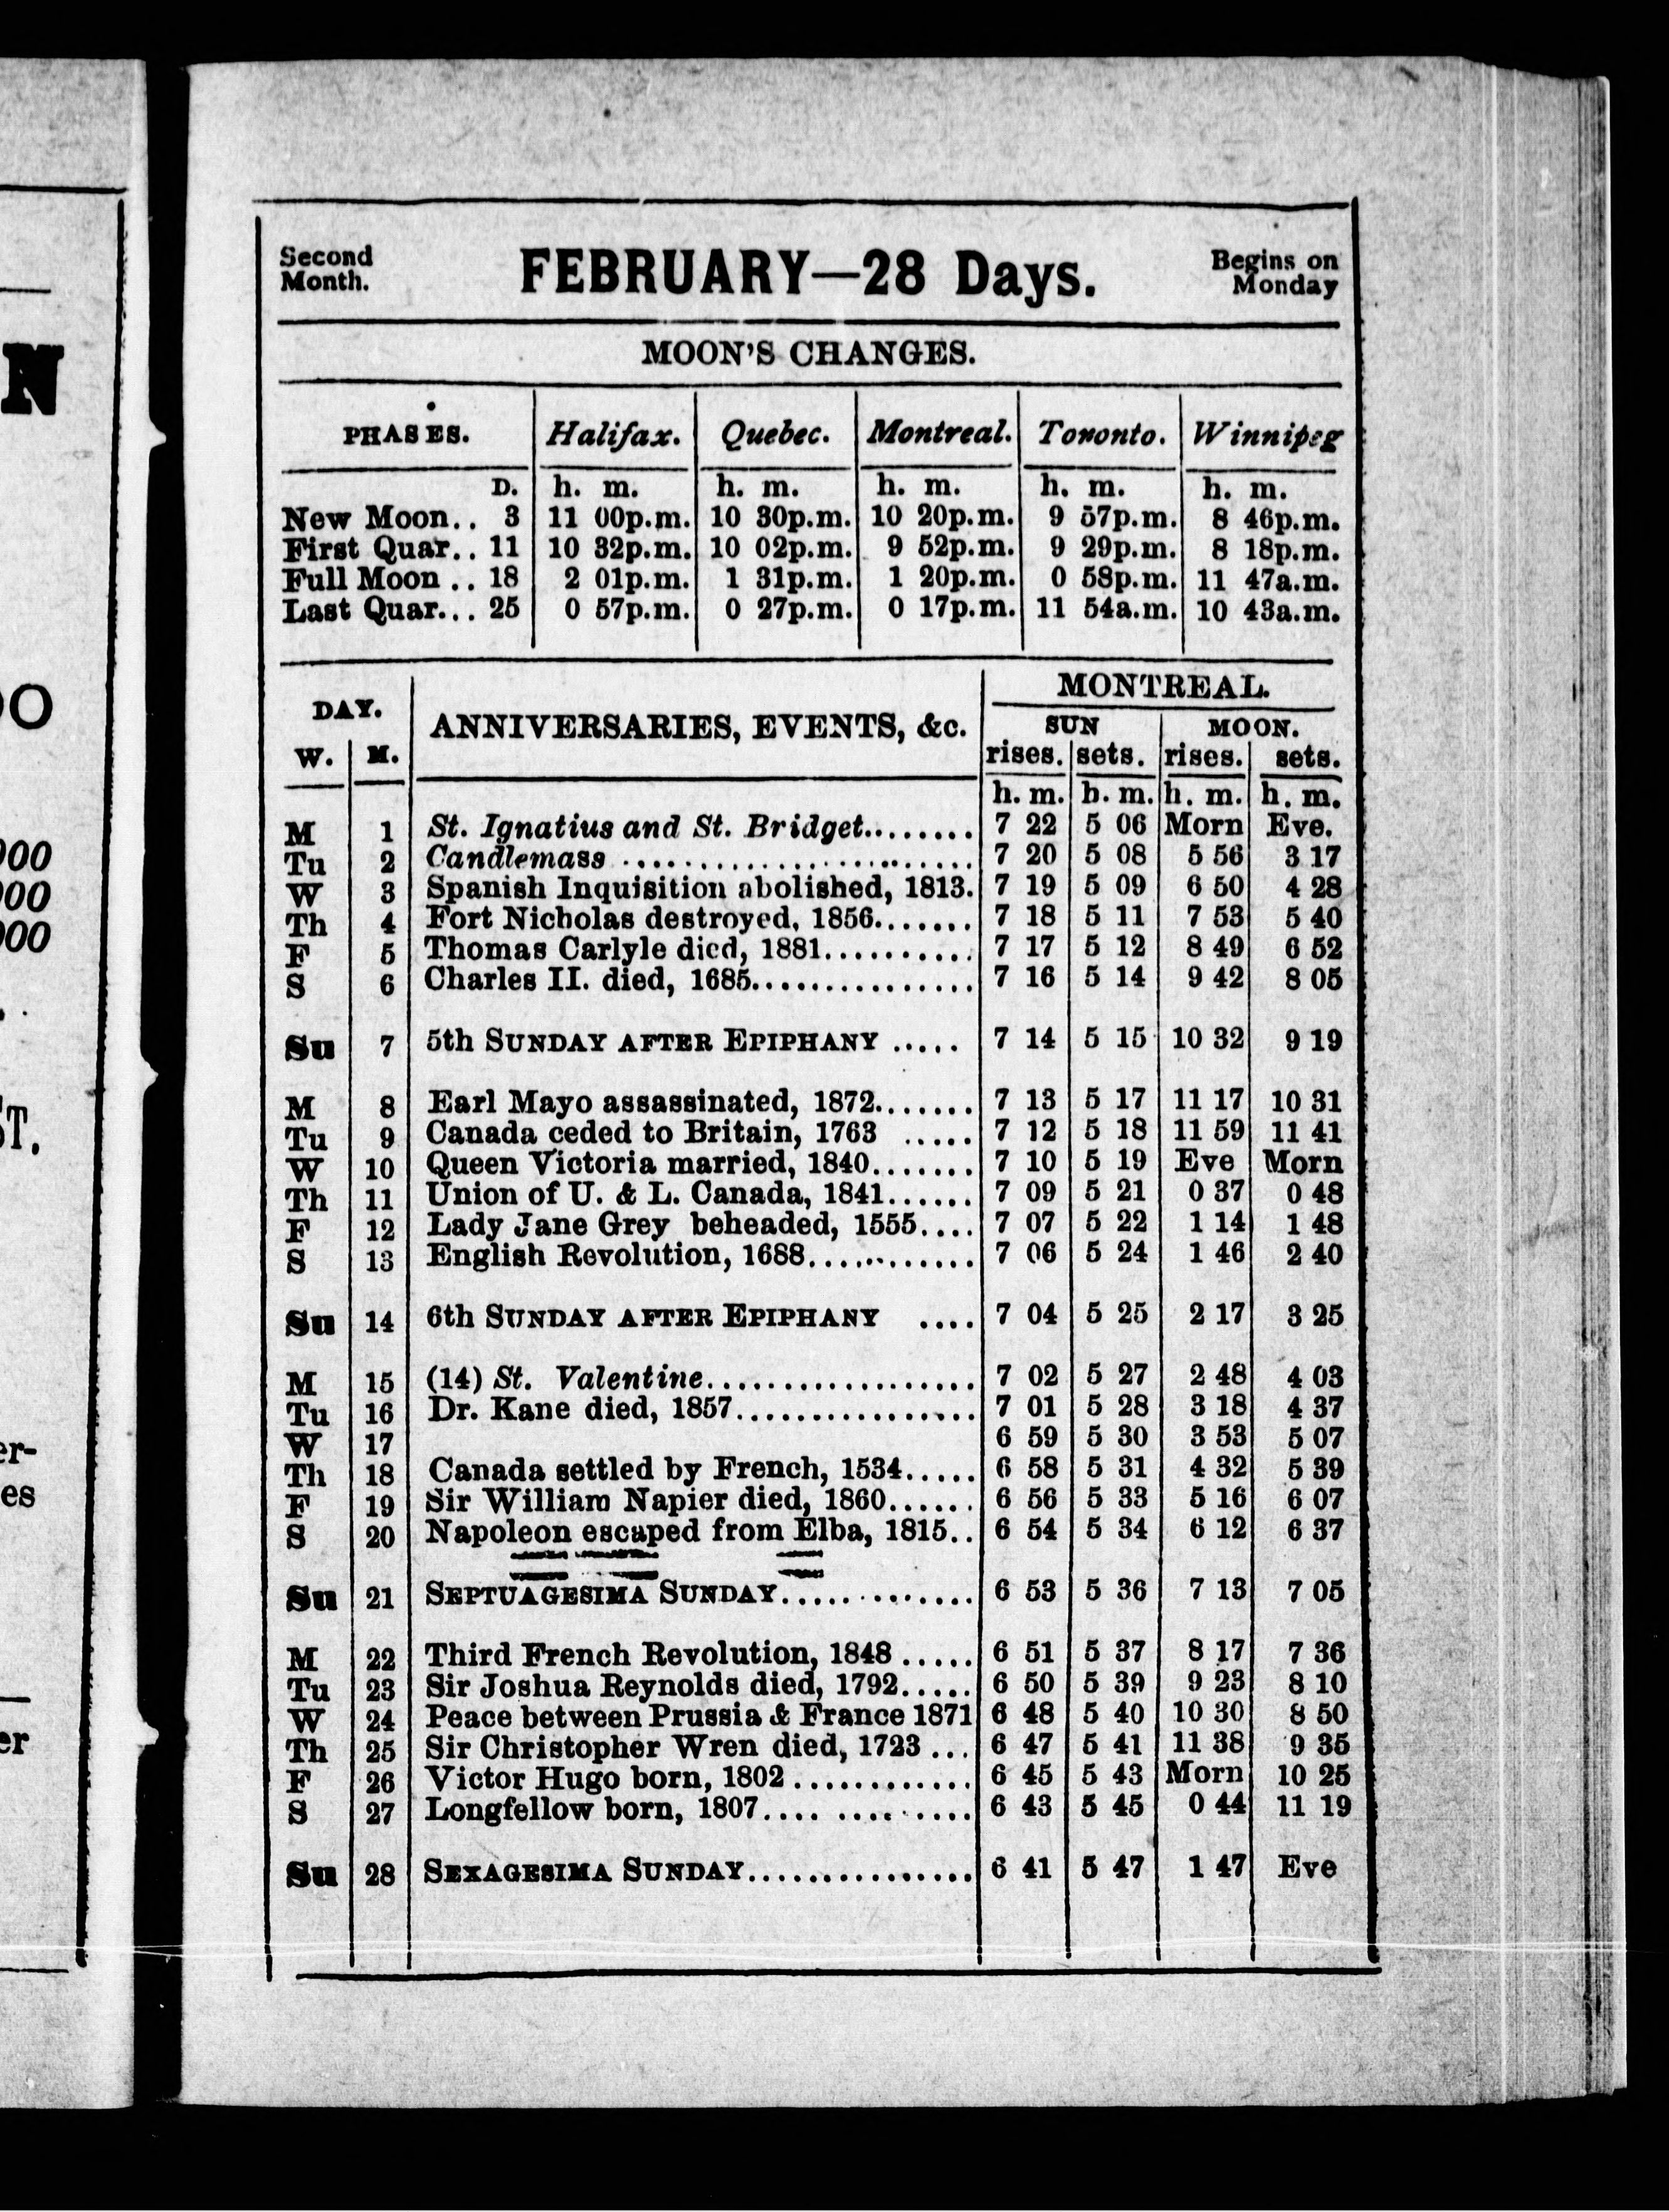 N
OO
000
000
000
ST.
er-
es
er
Second
Month.
FEBRUARY—28 Days.
Begins on
Monday
MOON'S CHANGES.
PHASES. Halifax. Quebec. Montreal. Toronto. Winnipeg
D. h. m. h. m. h. m. h. m. h. m.
New Moon.. 3 11 00p.m. 10 30p.m. 10 20p.m. 9 57p.m. 8 46p.m.
First Quar.. 11 10 32p.m. 10 02p.m. 9 52p.m. 9 29p.m. 8 18p.m.
Full Moon .. 18 2 01p.m. 1 31p.m. 1 20p.m. 0 58p.m. 11 47a.m.
Last Quar... 25 0 57p.m. 0 27p.m. 0 17p.m. 11 54a.m. 10 43a.m.
DAY. ANNIVERSARIES, EVENTS, &c. MONTREAL.
SUN MOON.
W. M. rises. sets. rises. sets.
h. m. h. m. h. m. h. m.
M 1 St. Ignatius and St. Bridget........ 7 22 5 06 Morn Eve.
Tu 2 Candlemass ........................ 7 20 5 08 5 56 3 17
W 3 Spanish Inquisition abolished, 1813. 7 19 5 09 6 50 4 28
Th 4 Fort Nicholas destroyed, 1856....... 7 18 5 11 7 53 5 40
F 5 Thomas Carlyle died, 1881.......... 7 17 5 12 8 49 6 52
S 6 Charles II. died, 1685............... 7 16 5 14 9 42 8 05
Su 7 5th SUNDAY AFTER EPIPHANY ..... 7 14 5 15 10 32 9 19
M 8 Earl Mayo assassinated, 1872....... 7 13 5 17 11 17 10 31
Tu 9 Canada ceded to Britain, 1763 ..... 7 12 5 18 11 59 11 41
W 10 Queen Victoria married, 1840....... 7 10 5 19 Eve Morn
Th 11 Union of U. & L. Canada, 1841...... 7 09 5 21 0 37 0 48
F 12 Lady Jane Grey beheaded, 1555.... 7 07 5 22 1 14 1 48
S 13 English Revolution, 1688............ 7 06 5 24 1 46 2 40
Su 14 6th SUNDAY AFTER EPIPHANY .... 7 04 5 25 2 17 3 25
M 15 (14) St. Valentine................... 7 02 5 27 2 48 4 03
Tu 16 Dr. Kane died, 1857................. 7 01 5 28 3 18 4 37
W 17 6 59 5 30 3 53 5 07
Th 18 Canada settled by French, 1534..... 6 58 5 31 4 32 5 39
F 19 Sir William Napier died, 1860...... 6 56 5 33 5 16 6 07
S 20 Napoleon escaped from Elba, 1815.. 6 54 5 34 6 12 6 37
Su 21 SEPTUAGESIMA SUNDAY............. 6 53 5 36 7 13 7 05
M 22 Third French Revolution, 1848 ..... 6 51 5 37 8 17 7 36
Tu 23 Sir Joshua Reynolds died, 1792..... 6 50 5 39 9 23 8 10
W 24 Peace between Prussia & France 1871 6 48 5 40 10 30 8 50
Th 25 Sir Christopher Wren died, 1723 ... 6 47 5 41 11 38 9 35
F 26 Victor Hugo born, 1802 ............ 6 45 5 43 Morn 10 25
S 27 Longfellow born, 1807.............. 6 43 5 45 0 44 11 19
Su 28 SEXAGESIMA SUNDAY............... 6 41 5 47 1 47 Eve